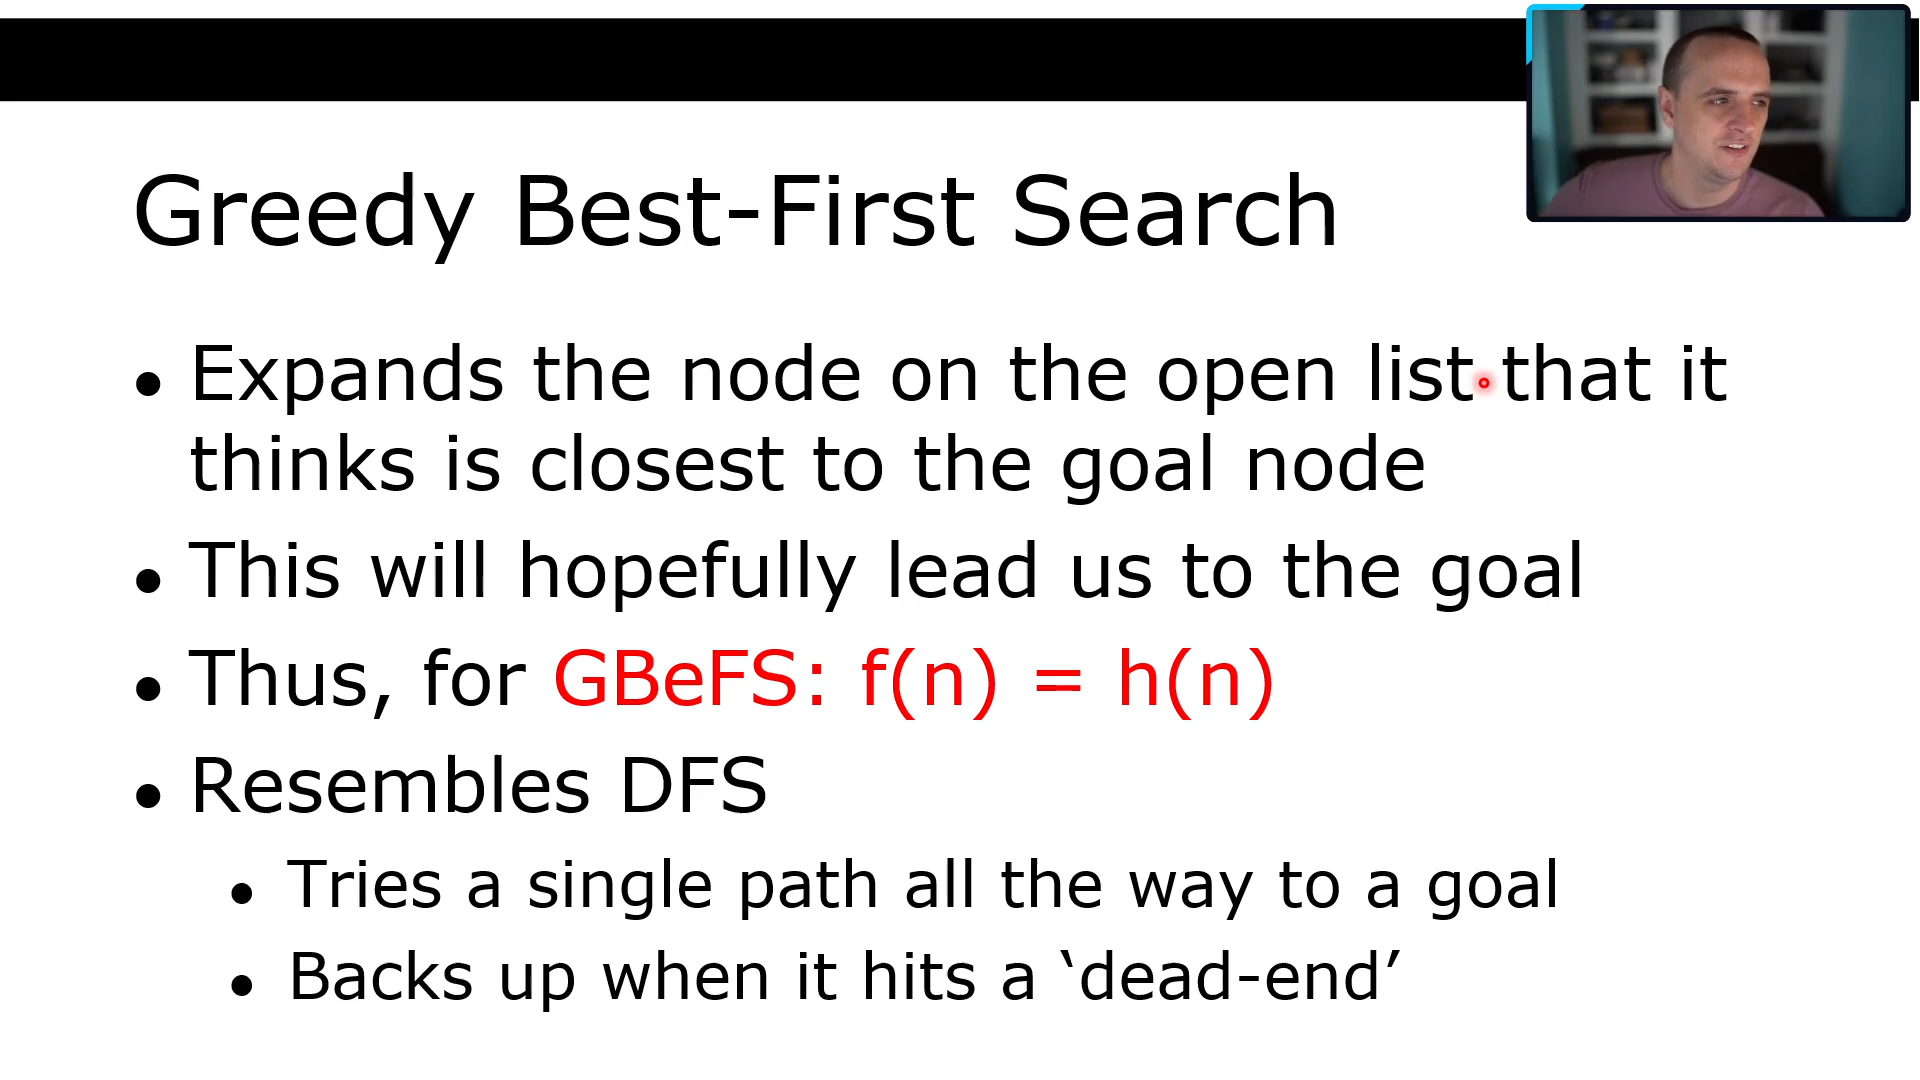 Greedy Best-First Search
• Expands the node on the open list that it
thinks is closest to the goal node
• This will hopefully lead us to the goal
• Thus, for GBeFS: f(n) = h(n)
• Resembles DFS
• Tries a single path all the way to a goal
• Backs up when it hits a ‘dead-end’